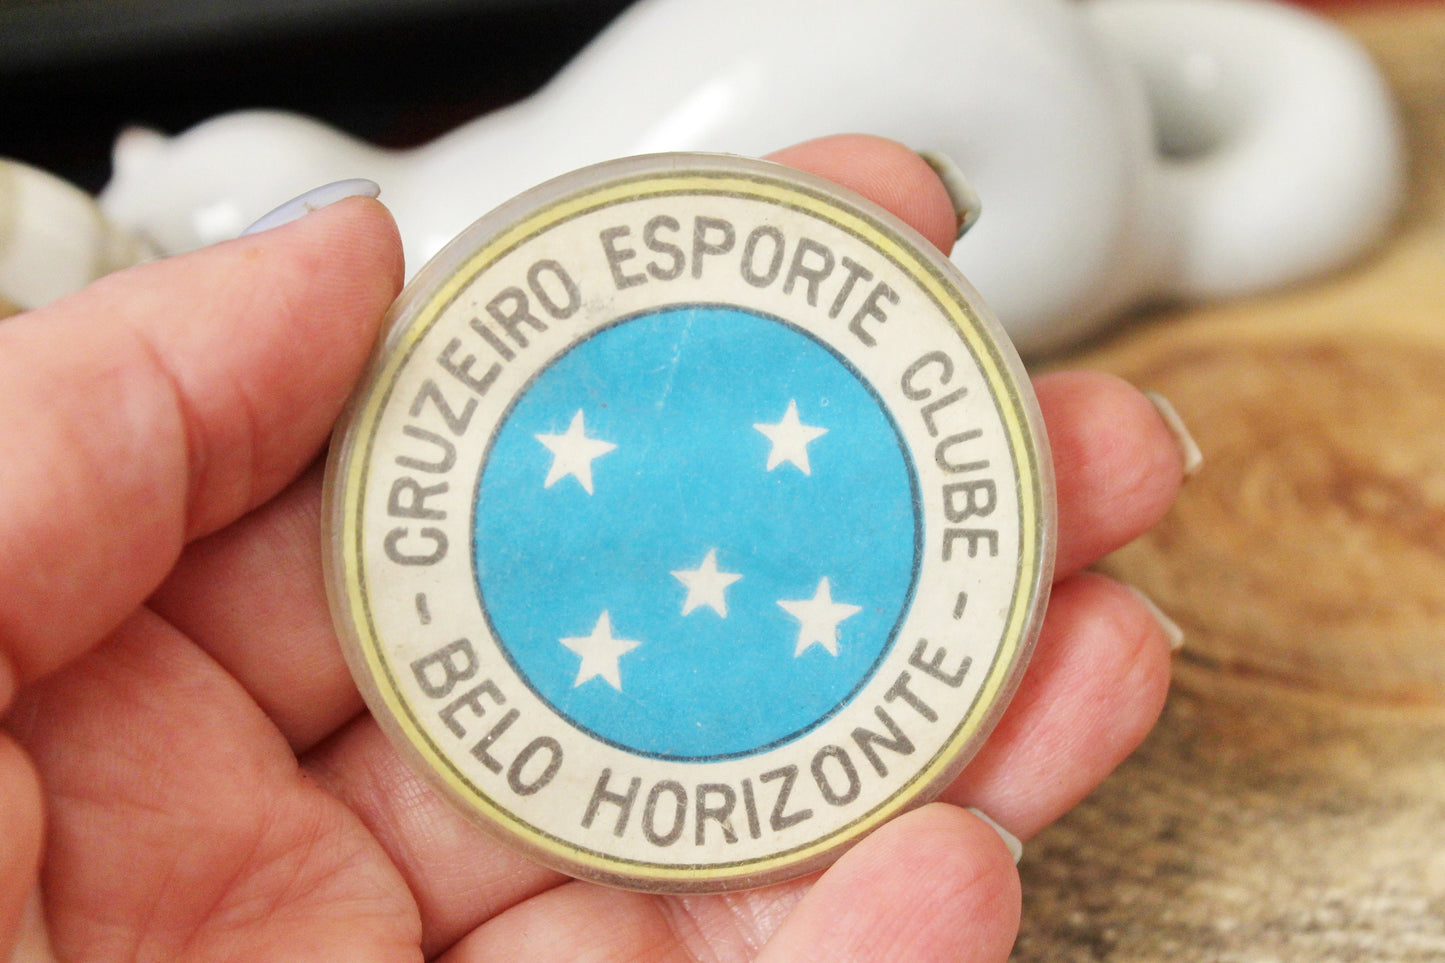 CRUZEIRO ESPORTE CLUBE
- BELO HORIZONTE -